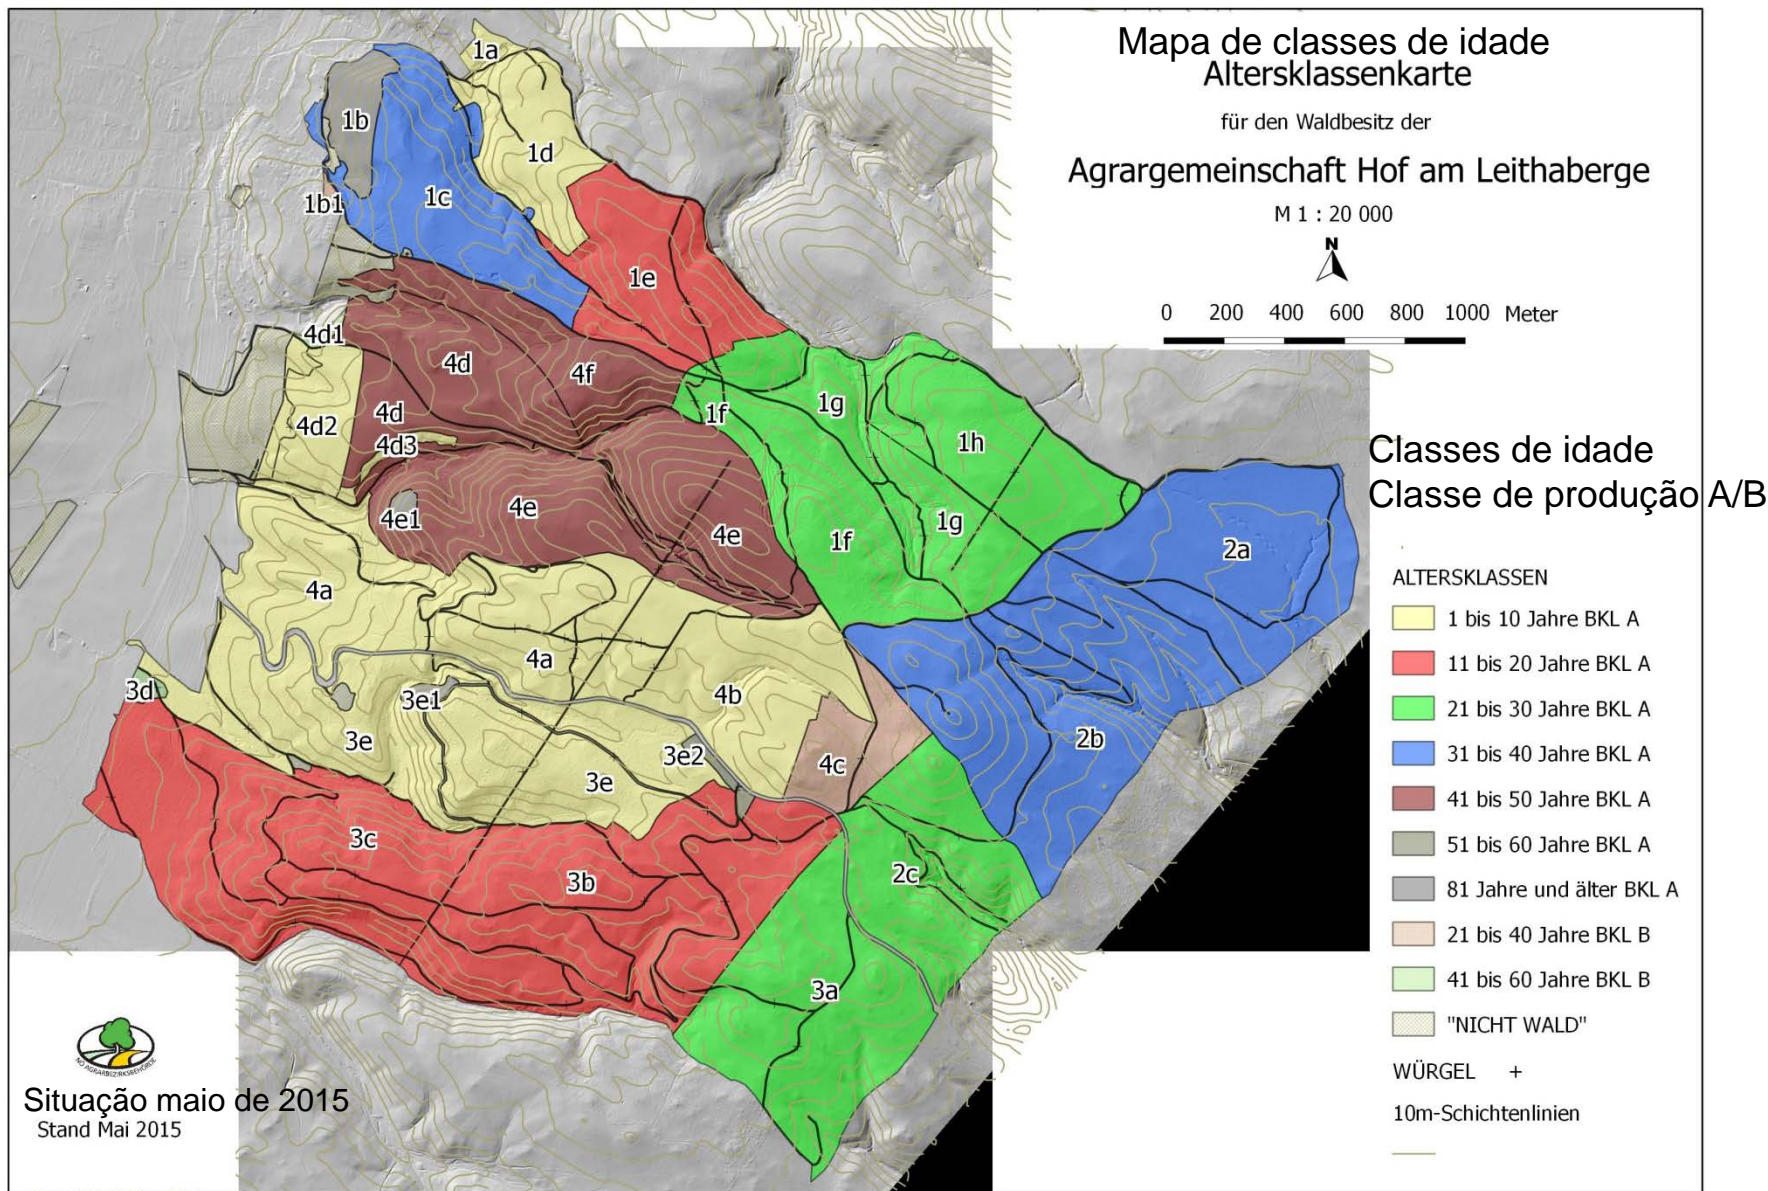 Mapa de classes de idade
Altersklassenkarte
für den Waldbesitz der
Agrargemeinschaft Hof am Leithaberge
M 1 : 20 000
N
0 200 400 600 800 1000 Meter
Classes de idade
Classe de produção A/B
ALTERSKLASSEN
1 bis 10 Jahre BKL A
11 bis 20 Jahre BKL A
21 bis 30 Jahre BKL A
31 bis 40 Jahre BKL A
41 bis 50 Jahre BKL A
51 bis 60 Jahre BKL A
81 Jahre und älter BKL A
21 bis 40 Jahre BKL B
41 bis 60 Jahre BKL B
"NICHT WALD"
WÜRGEL +
10m-Schichtenlinien
1a
1b
1d
1b1
1c
1e
4d1
4d
4f
1f
1g
4d2
4d
4d3
1h
4e1
4e
4e
1f
1g
2a
4a
4a
3d
3e1
4b
3e
3e2
4c
2b
3e
3c
3b
2c
3a
NÖ AGRARBEZIRKSBEHÖRDE
Situação maio de 2015
Stand Mai 2015